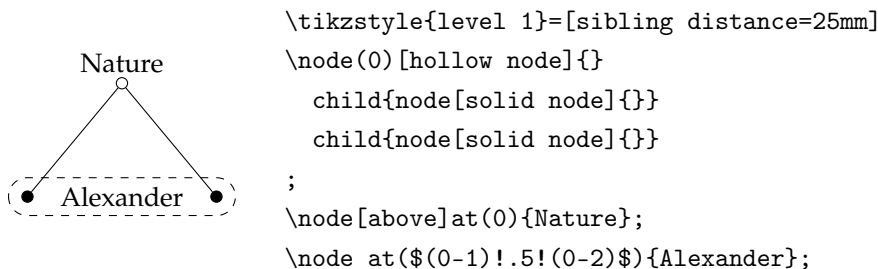 Nature
Alexander
\tikzstyle{level 1}=[sibling distance=25mm]
\node(0)[hollow node]{}
  child{node[solid node]{}}
  child{node[solid node]{}}
;
\node[above]at(0){Nature};
\node at($(0-1)!.5!(0-2)$){Alexander};